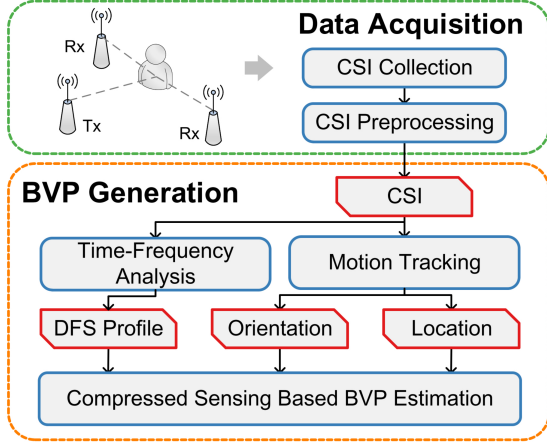 Data Acquisition
Rx
Tx
Rx
CSI Collection
CSI Preprocessing
BVP Generation
CSI
Time-Frequency
Analysis
Motion Tracking
DFS Profile
Orientation
Location
Compressed Sensing Based BVP Estimation